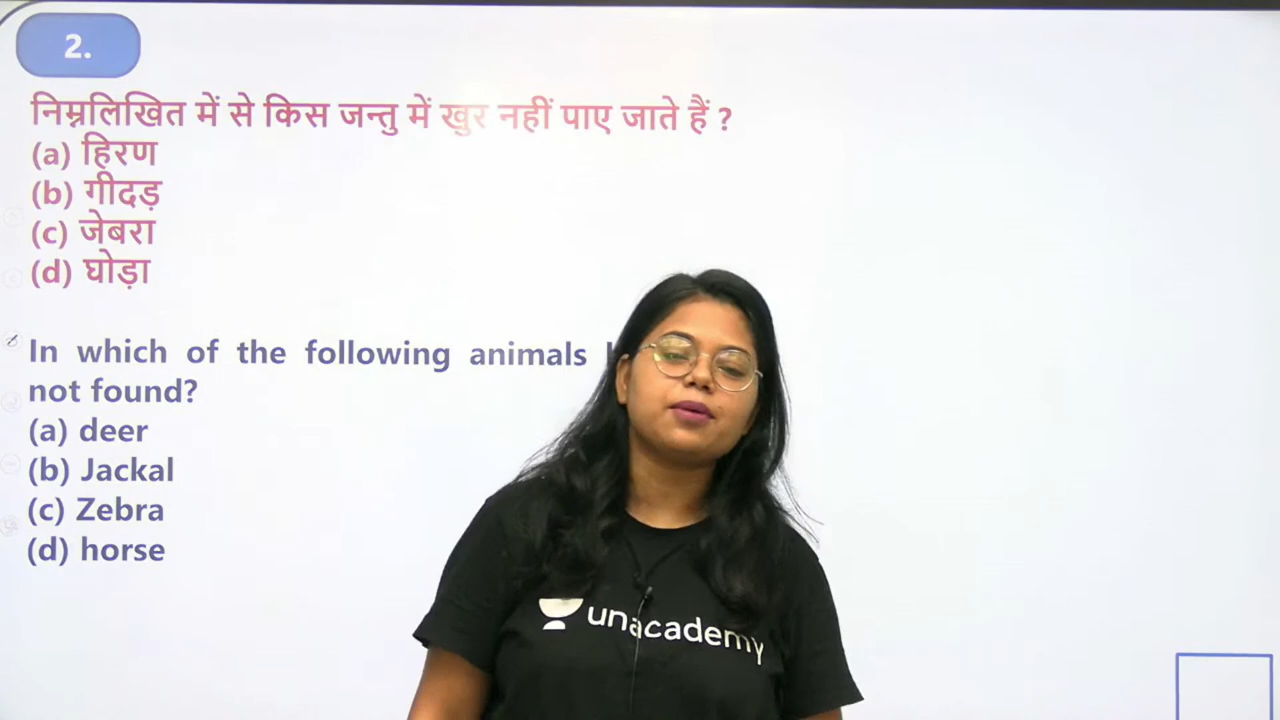 2.
निम्नलिखित में से किस जन्तु में खुर नहीं पाए जाते हैं ?
(a) हिरण
(b) गीदड़
(c) जेबरा
(d) घोड़ा
In which of the following animals
not found?
(a) deer
(b) Jackal
(c) Zebra
(d) horse
unacademy